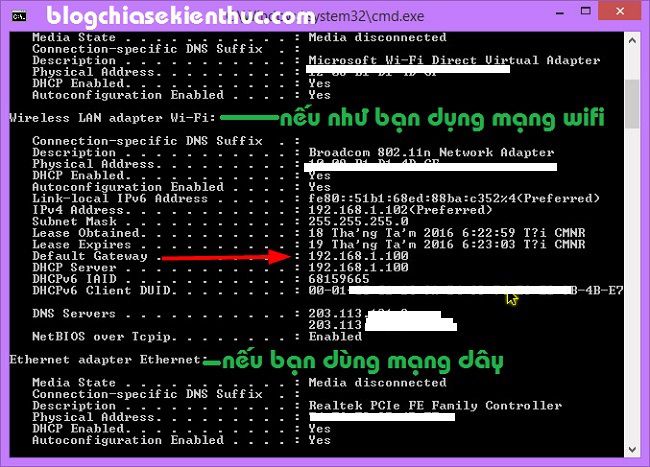 blogchiasekienthuc.com
system32\cmd.exe
Media State . . . . . . . . . . . : Media disconnected
Connection-specific DNS Suffix  . :
Description . . . . . . . . . . . : Microsoft Wi-Fi Direct Virtual Adapter
Physical Address. . . . . . . . . :
DHCP Enabled. . . . . . . . . . . : Yes
Autoconfiguration Enabled . . . . : Yes
Wireless LAN adapter Wi-Fi: nếu như bạn dụng mạng wifi
Connection-specific DNS Suffix  . :
Description . . . . . . . . . . . : Broadcom 802.11n Network Adapter
Physical Address. . . . . . . . . :
DHCP Enabled. . . . . . . . . . . : Yes
Autoconfiguration Enabled . . . . : Yes
Link-local IPv6 Address . . . . . : fe80::51b1:68ed:88ba:c352%4(Preferred)
IPv4 Address. . . . . . . . . . . : 192.168.1.102(Preferred)
Subnet Mask . . . . . . . . . . . : 255.255.255.0
Lease Obtained. . . . . . . . . . : 18 Tha'ng Ta'm 2016 6:22:59 T?i CMNR
Lease Expires . . . . . . . . . . : 19 Tha'ng Ta'm 2016 6:23:03 T?i CMNR
Default Gateway . . . . . . . . . : 192.168.1.100
DHCP Server . . . . . . . . . . . : 192.168.1.100
DHCPv6 IAID . . . . . . . . . . . : 68159665
DHCPv6 Client DUID. . . . . . . . : 00-01 B-4B-E7
DNS Servers . . . . . . . . . . . : 203.113.
203.113.
NetBIOS over Tcpip. . . . . . . . : Enabled
Ethernet adapter Ethernet: nếu bạn dùng mạng dây
Media State . . . . . . . . . . . : Media disconnected
Connection-specific DNS Suffix  . :
Description . . . . . . . . . . . : Realtek PCIe FE Family Controller
Physical Address. . . . . . . . . :
DHCP Enabled. . . . . . . . . . . : Yes
Autoconfiguration Enabled . . . . : Yes